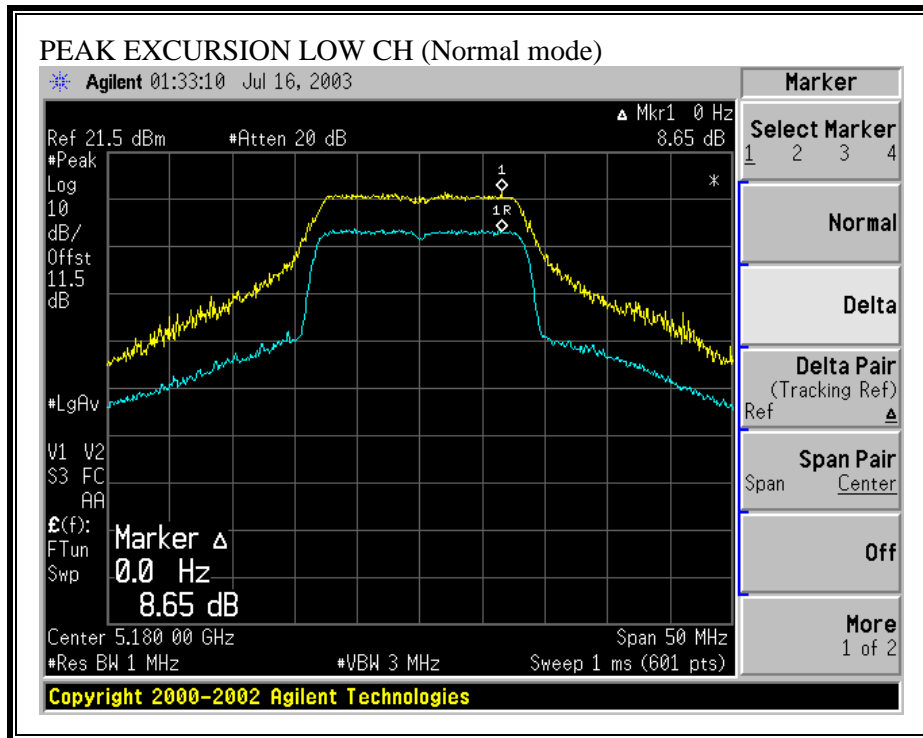 PEAK EXCURSION LOW CH (Normal mode)
Agilent 01:33:10 Jul 16, 2003
Δ Mkr1 0 Hz
Ref 21.5 dBm #Atten 20 dB 8.65 dB
#Peak
Log
10
dB/
Offst
11.5
dB
1
*
1R
#LgAv
V1 V2
S3 FC
AA
£(f):
FTun
Swp
Marker Δ
0.0 Hz
8.65 dB
Center 5.180 00 GHz Span 50 MHz
#Res BW 1 MHz #VBW 3 MHz Sweep 1 ms (601 pts)
Copyright 2000-2002 Agilent Technologies
Marker
Select Marker
1 2 3 4
Normal
Delta
Delta Pair
(Tracking Ref)
Ref Δ
Span Pair
Span Center
Off
More
1 of 2